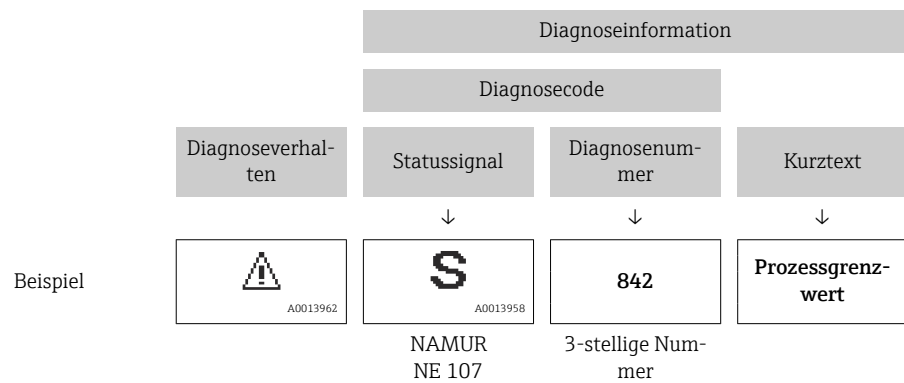 Diagnoseinformation
Diagnosecode
Diagnoseverhal-
ten
Statussignal
Diagnosenum-
mer
Kurztext
↓ ↓ ↓
Beispiel
A0013962
S
A0013958
842
Prozessgrenz-
wert
NAMUR
NE 107
3-stellige Num-
mer